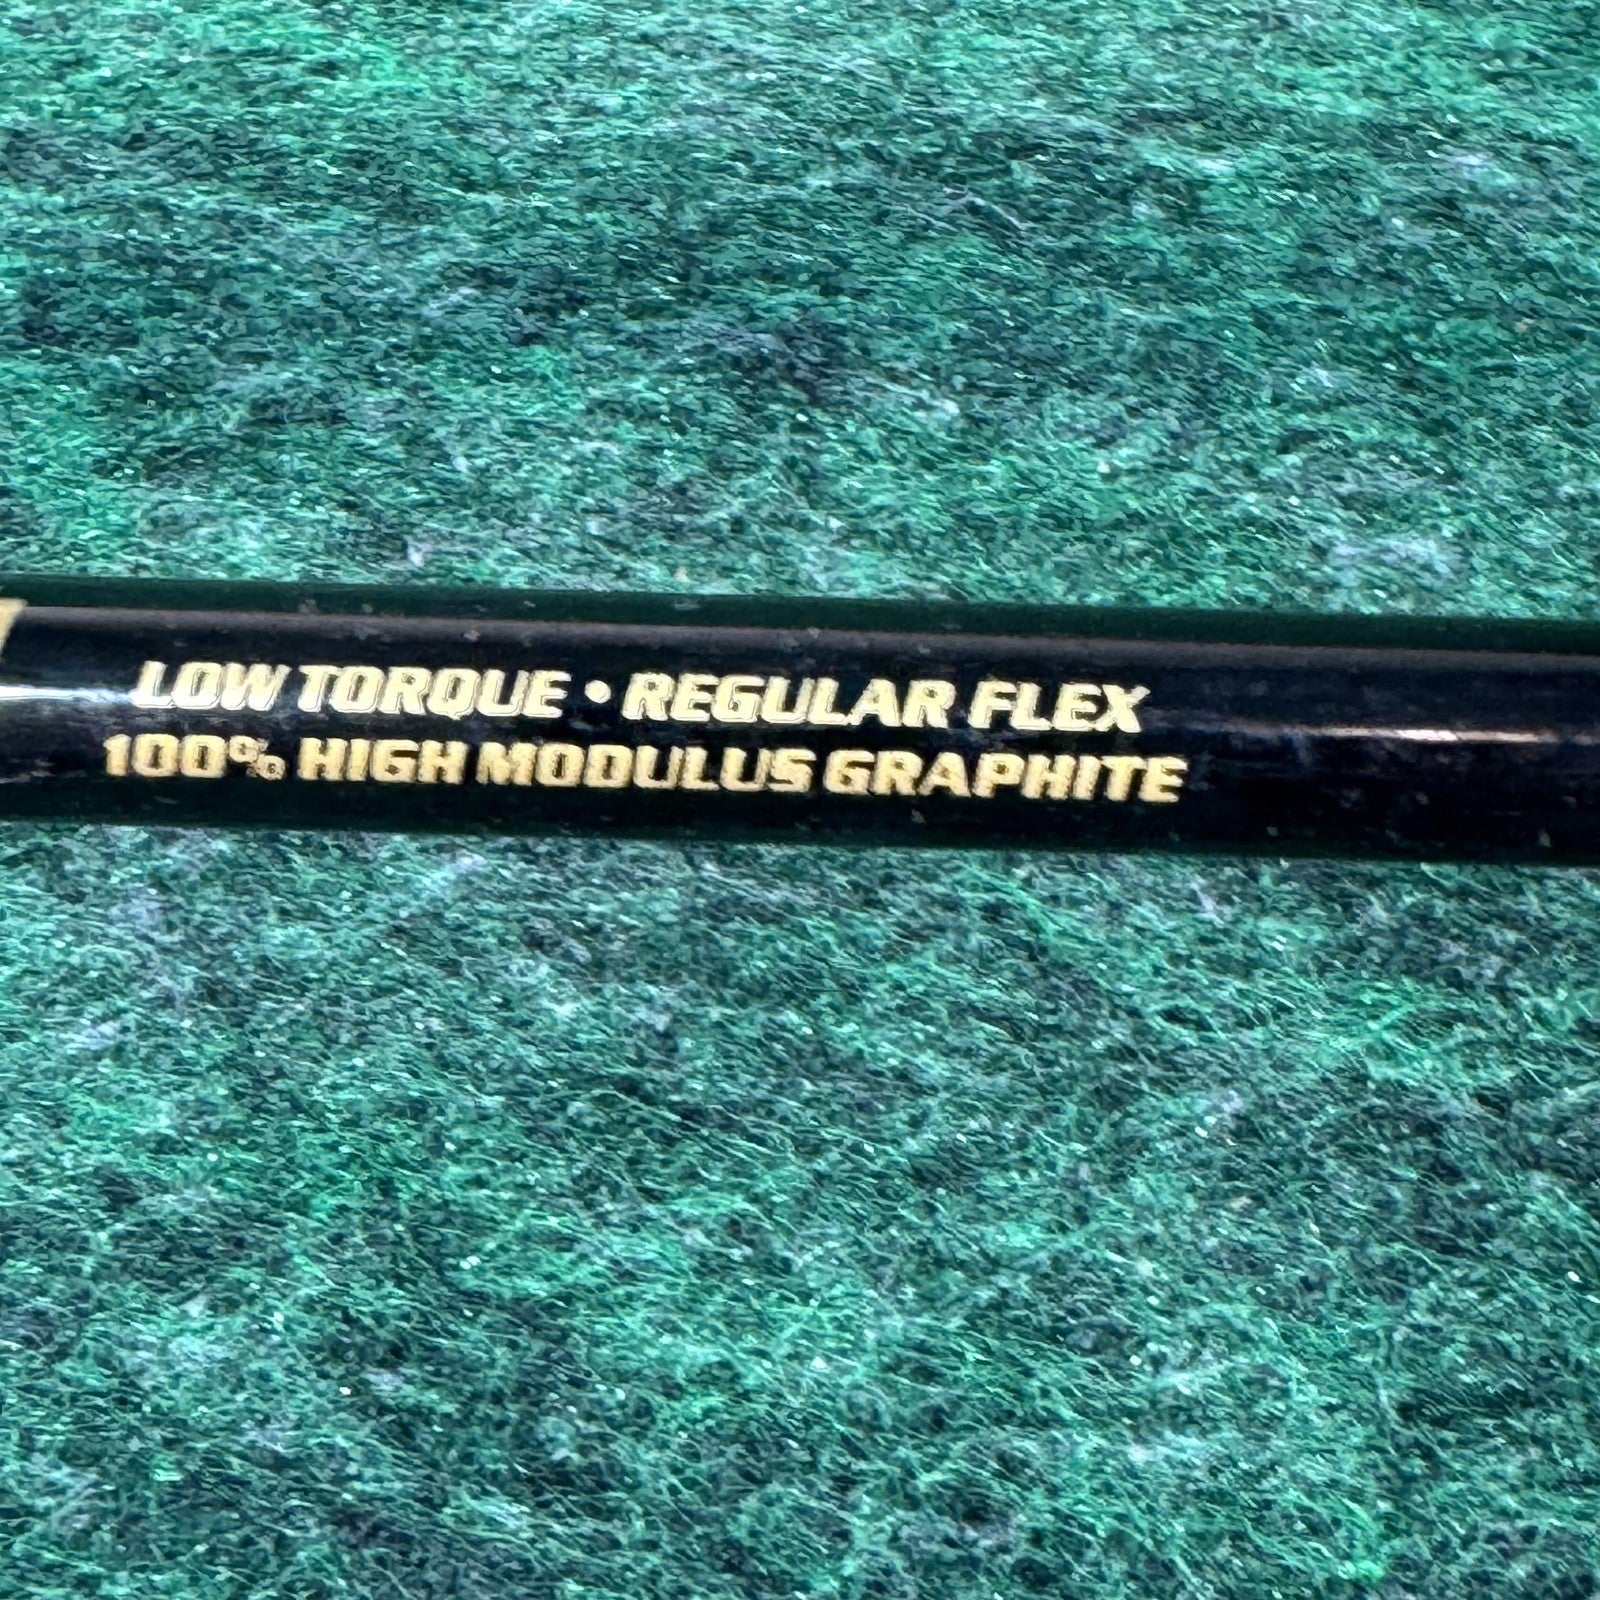 LOW TORQUE • REGULAR FLEX
100% HIGH MODULUS GRAPHITE